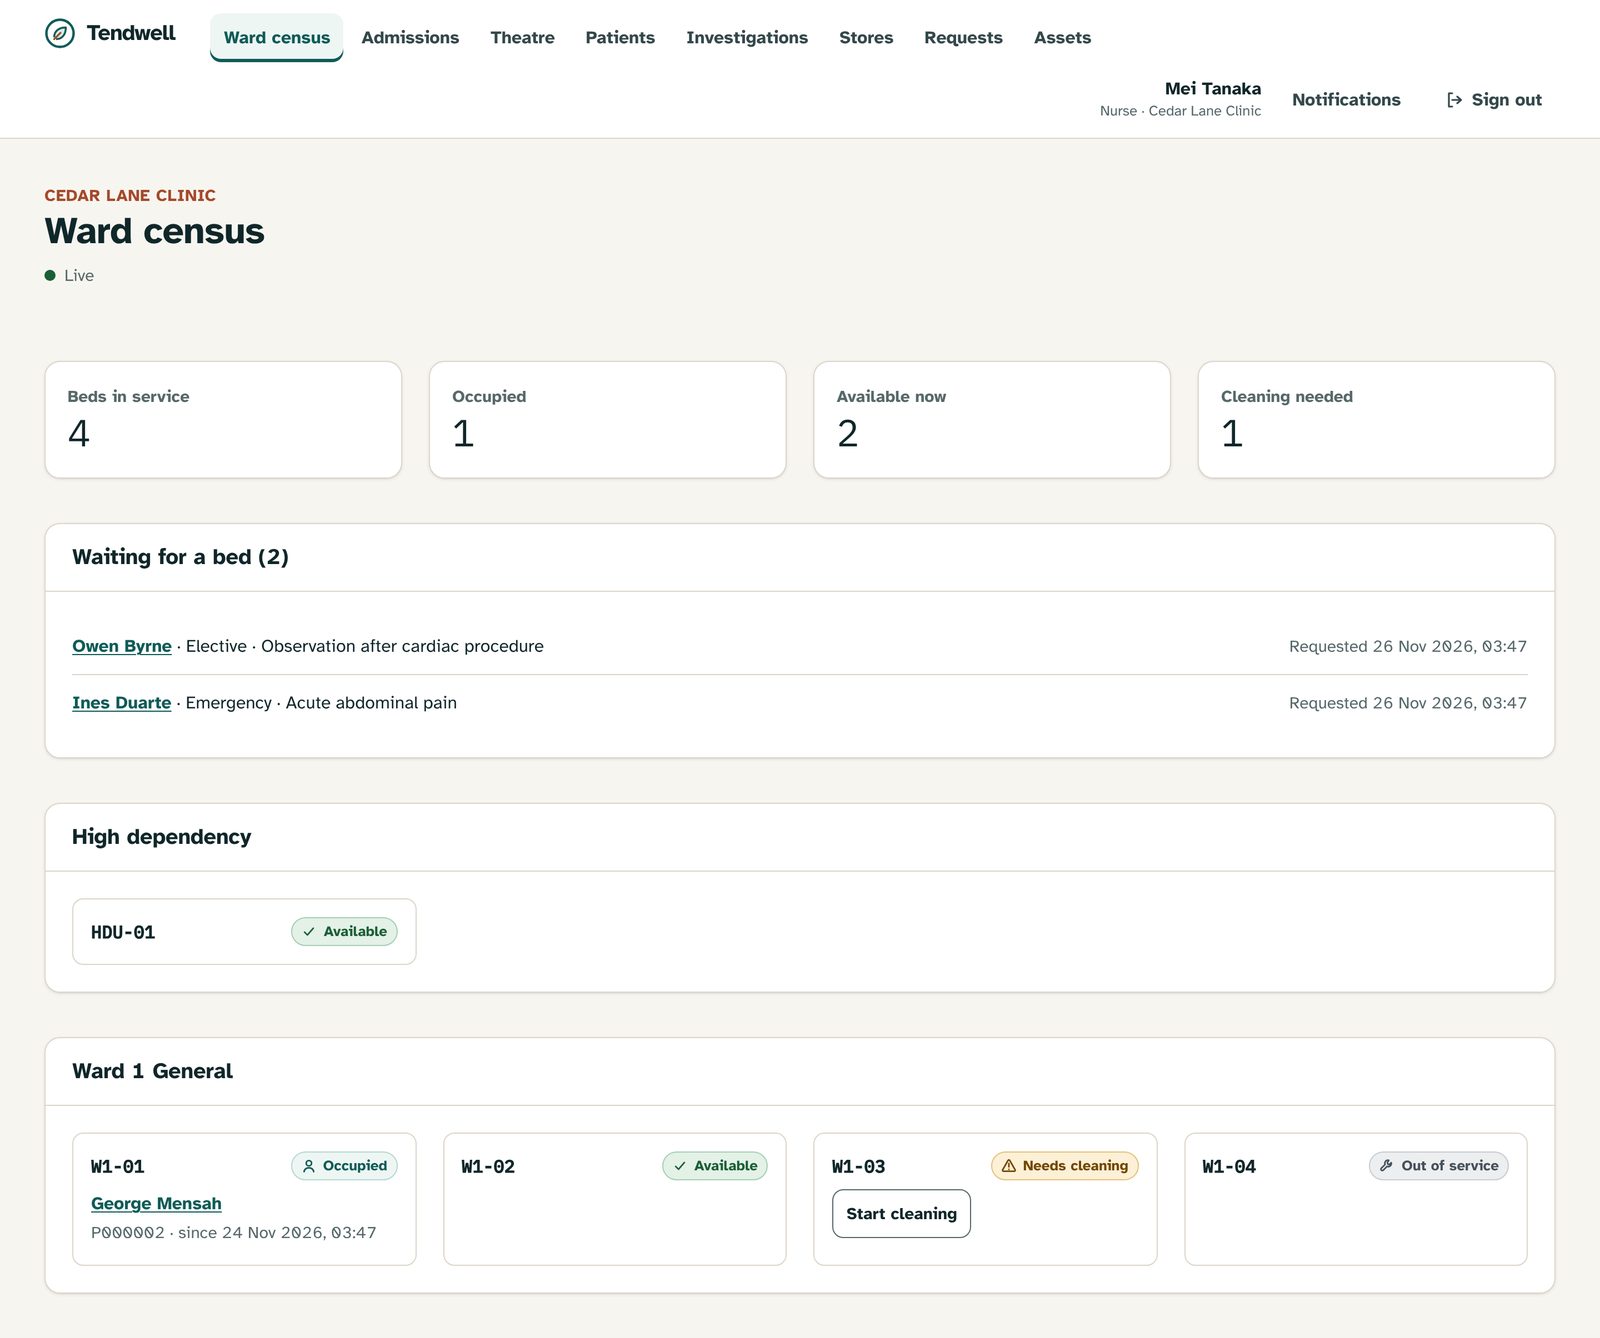 Tendwell
Ward census
Admissions
Theatre
Patients
Investigations
Stores
Requests
Assets
Mei Tanaka
Nurse · Cedar Lane Clinic
Notifications
Sign out
CEDAR LANE CLINIC
Ward census
Live
Beds in service
4
Occupied
1
Available now
2
Cleaning needed
1
Waiting for a bed (2)
Owen Byrne · Elective · Observation after cardiac procedure
Requested 26 Nov 2026, 03:47
Ines Duarte · Emergency · Acute abdominal pain
Requested 26 Nov 2026, 03:47
High dependency
HDU-01
Available
Ward 1 General
W1-01
Occupied
George Mensah
P000002 · since 24 Nov 2026, 03:47
W1-02
Available
W1-03
Needs cleaning
Start cleaning
W1-04
Out of service